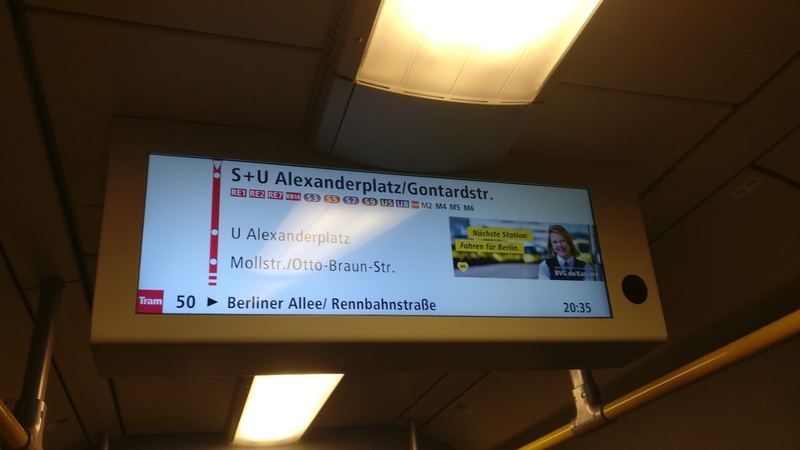 S+U Alexanderplatz/Gontardstr.
RE1 RE2 RE7 RB14 S3 S5 S7 S9 U5 U8 M2 M4 M5 M6
U Alexanderplatz
Mollstr./Otto-Braun-Str.
Nächste Station:
Fahren für Berlin.
Tram 50 ► Berliner Allee/ Rennbahnstraße 20:35